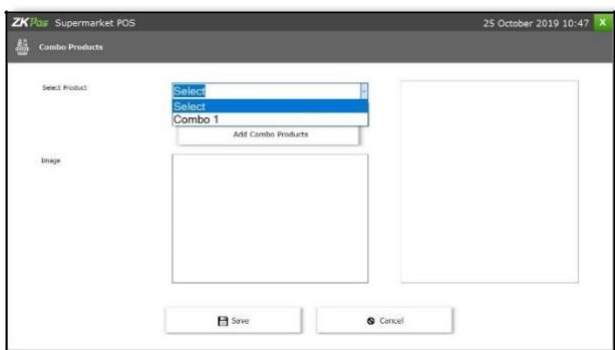 ZKPos Supermarket POS 25 October 2019 10:47 X
Combo Products
Select Product
Select
Select
Combo 1
Add Combo Products
Image
Save Cancel